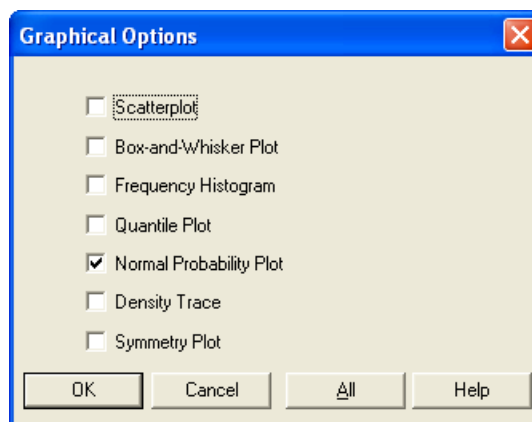 Graphical Options
Scatterplot
Box-and-Whisker Plot
Frequency Histogram
Quantile Plot
Normal Probability Plot
Density Trace
Symmetry Plot
OK Cancel All Help